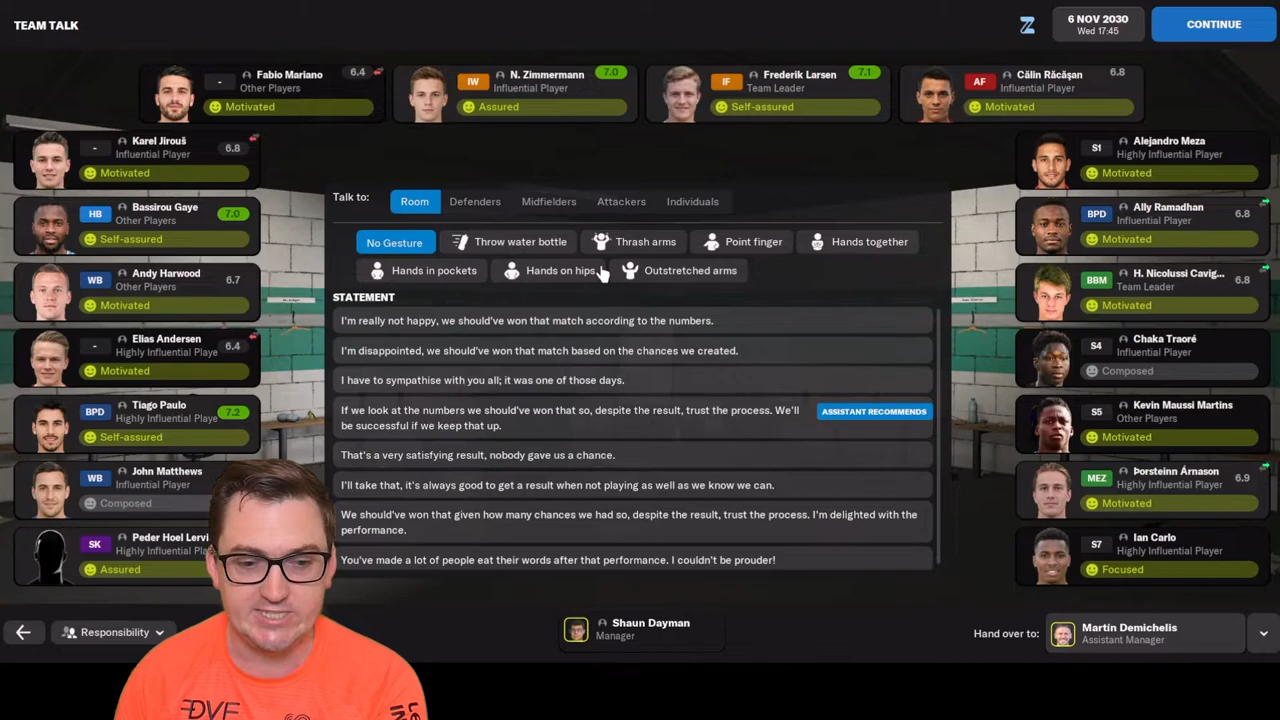 TEAM TALK
6 NOV 2030
Wed 17:45
CONTINUE
-
Fabio Mariano
6.4
Other Players
Motivated
IW
N. Zimmermann
7.0
Influential Player
Assured
IF
Frederik Larsen
7.1
Team Leader
Self-assured
AF
Călin Răcășan
6.8
Influential Player
Motivated
-
Karel Jirouš
6.8
Influential Player
Motivated
HB
Bassirou Gaye
7.0
Other Players
Self-assured
WB
Andy Harwood
6.7
Other Players
Motivated
-
Elias Andersen
6.4
Highly Influential Playe
Motivated
BPD
Tiago Paulo
7.2
Highly Influential Player
Self-assured
WB
John Matthews
Influential Player
Composed
SK
Peder Hoel Lervi
Highly Influential
Assured
Talk to:
Room
Defenders
Midfielders
Attackers
Individuals
No Gesture
Throw water bottle
Thrash arms
Point finger
Hands together
Hands in pockets
Hands on hips
Outstretched arms
STATEMENT
I'm really not happy, we should've won that match according to the numbers.
I'm disappointed, we should've won that match based on the chances we created.
I have to sympathise with you all; it was one of those days.
If we look at the numbers we should've won that so, despite the result, trust the process. We'll
be successful if we keep that up.
ASSISTANT RECOMMENDS
That's a very satisfying result, nobody gave us a chance.
I'll take that, it's always good to get a result when not playing as well as we know we can.
We should've won that given how many chances we had so, despite the result, trust the process. I'm delighted with the
performance.
You've made a lot of people eat their words after that performance. I couldn't be prouder!
S1
Alejandro Meza
Highly Influential Player
Motivated
BPD
Ally Ramadhan
6.8
Influential Player
Motivated
BBM
H. Nicolussi Cavig...
6.8
Team Leader
Motivated
S4
Chaka Traoré
Influential Player
Composed
S5
Kevin Maussi Martins
Other Players
Motivated
MEZ
Þorsteinn Árnason
6.9
Highly Influential Player
Motivated
S7
Ian Carlo
Highly Influential Player
Focused
Responsibility
Shaun Dayman
Manager
Hand over to:
Martín Demichelis
Assistant Manager